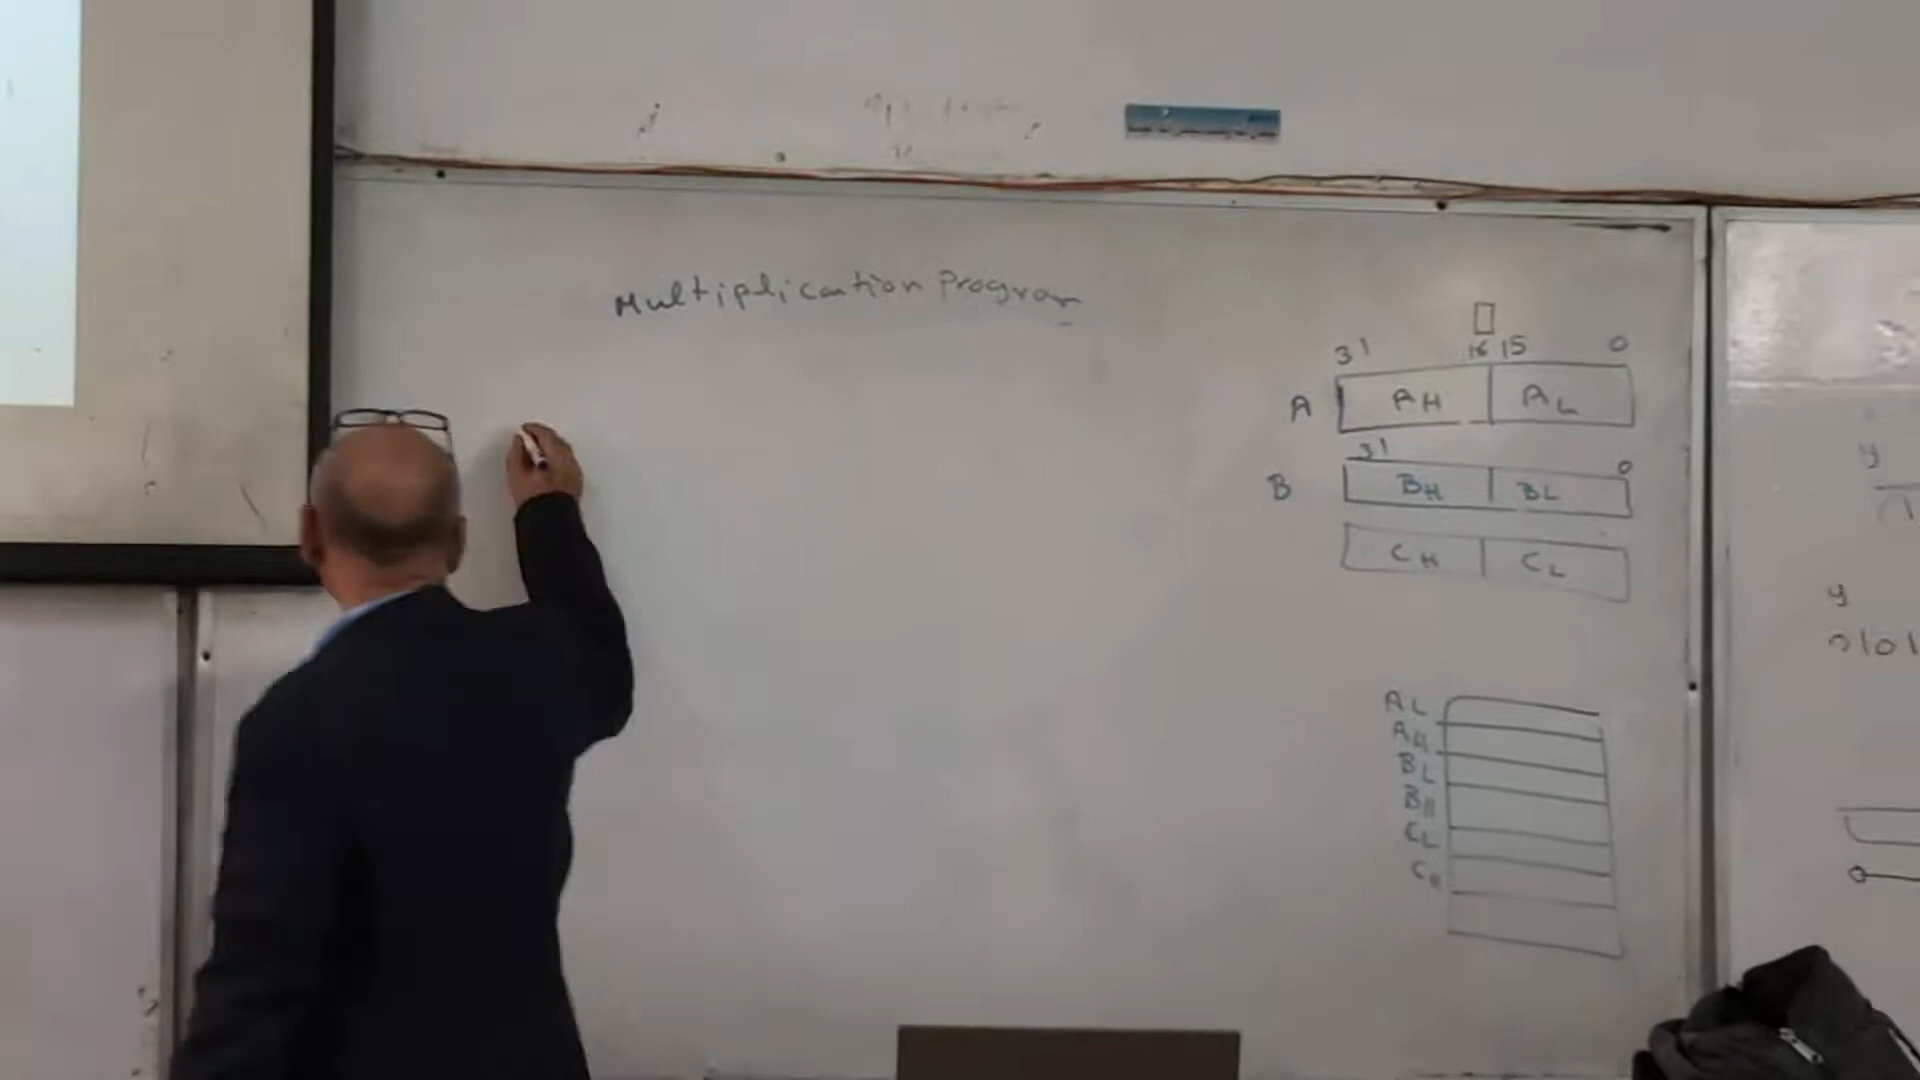 Multiplication Program
31 16 15 0
A AH AL
31 0
B BH BL
CH CL
AL
AH
BL
BH
CL
y
y
0101